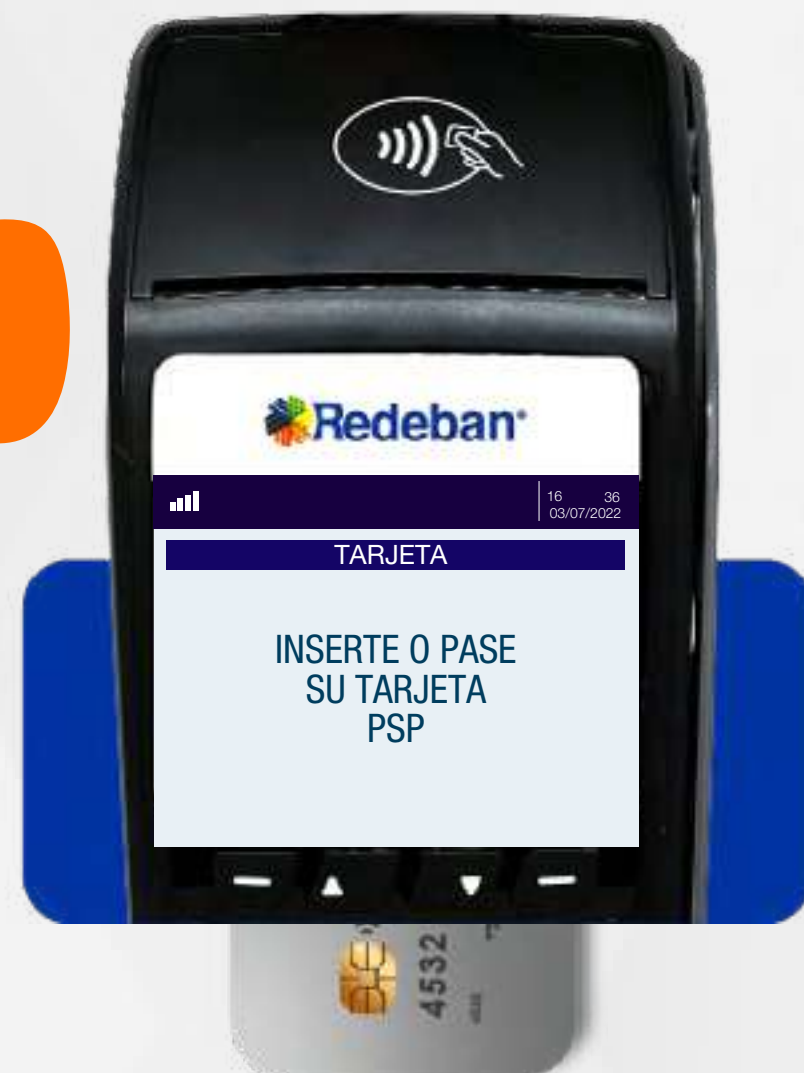 Redeban
16 36
03/07/2022
TARJETA
INSERTE O PASE
SU TARJETA
PSP
4532